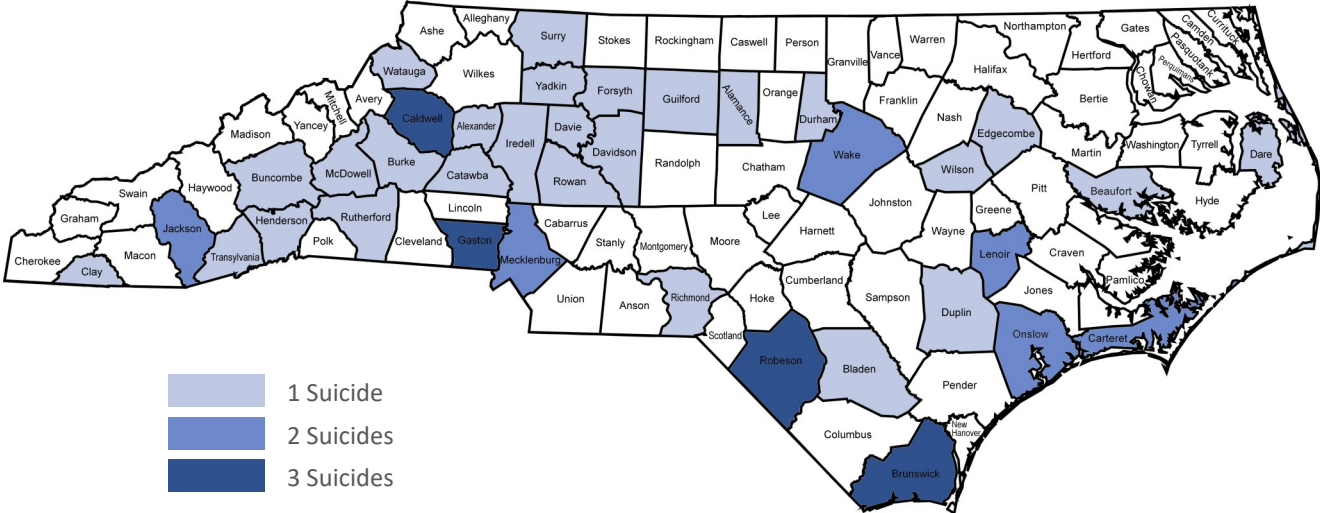 Ashe
Alleghany
Surry
Stokes
Rockingham
Caswell
Person
Granville
Vance
Warren
Northampton
Gates
Camden
Currituck
Pasquotank
Perquimans
Chowan
Hertford
Halifax
Watauga
Wilkes
Yadkin
Forsyth
Guilford
Alamance
Orange
Durham
Franklin
Nash
Edgecombe
Bertie
Mitchell
Avery
Caldwell
Alexander
Iredell
Davie
Davidson
Randolph
Chatham
Wake
Wilson
Martin
Washington
Tyrrell
Dare
Madison
Yancey
Burke
McDowell
Buncombe
Catawba
Rowan
Johnston
Pitt
Beaufort
Hyde
Swain
Haywood
Graham
Jackson
Henderson
Rutherford
Lincoln
Gaston
Cabarrus
Stanly
Montgomery
Moore
Lee
Harnett
Wayne
Greene
Lenoir
Craven
Pamlico
Cherokee
Clay
Macon
Transylvania
Polk
Cleveland
Mecklenburg
Union
Anson
Richmond
Scotland
Hoke
Cumberland
Sampson
Duplin
Jones
Onslow
Carteret
Robeson
Bladen
Pender
New
Hanover
Columbus
Brunswick
1 Suicide
2 Suicides
3 Suicides